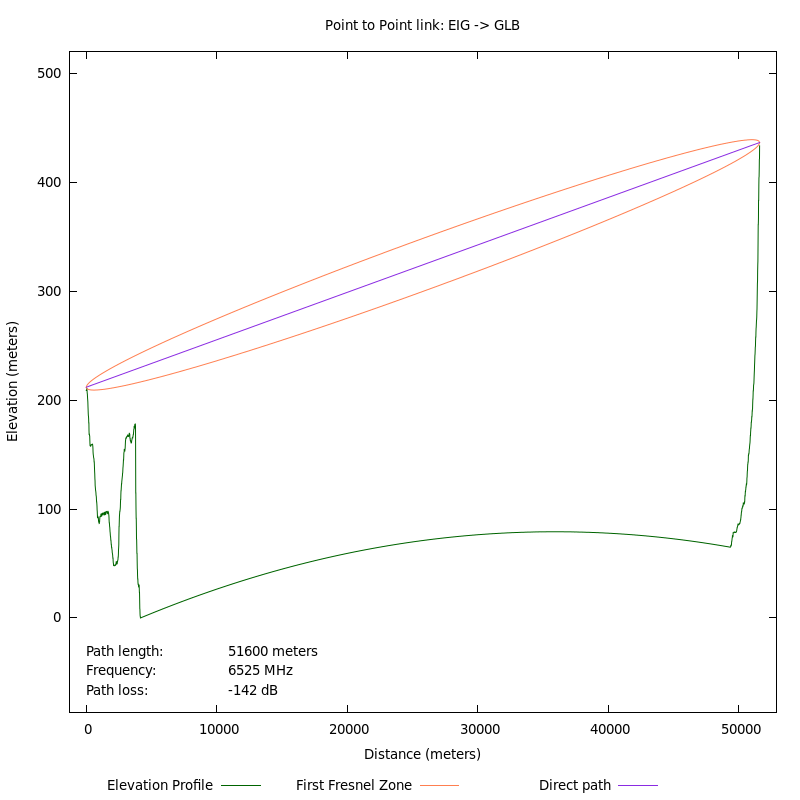 Point to Point link: EIG -> GLB
500
400
300
200
100
0
Elevation (meters)
Path length: 51600 meters
Frequency: 6525 MHz
Path loss: -142 dB
0 10000 20000 30000 40000 50000
Distance (meters)
Elevation Profile First Fresnel Zone Direct path